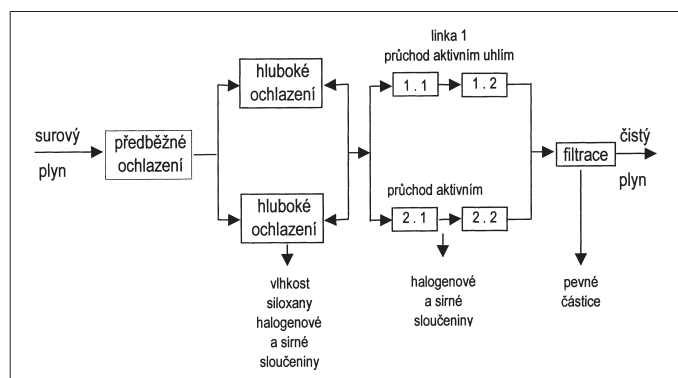 linka 1
průchod aktivním uhlím
hluboké
ochlazení
1 . 1
1 . 2
surový
plyn
předběžné
ochlazení
filtrace
čistý
plyn
hluboké
ochlazení
průchod aktivním
2 . 1
2 . 2
vlhkost
siloxany
halogenové
a sirné
sloučeniny
halogenové
a sirné
sloučeniny
pevné
částice